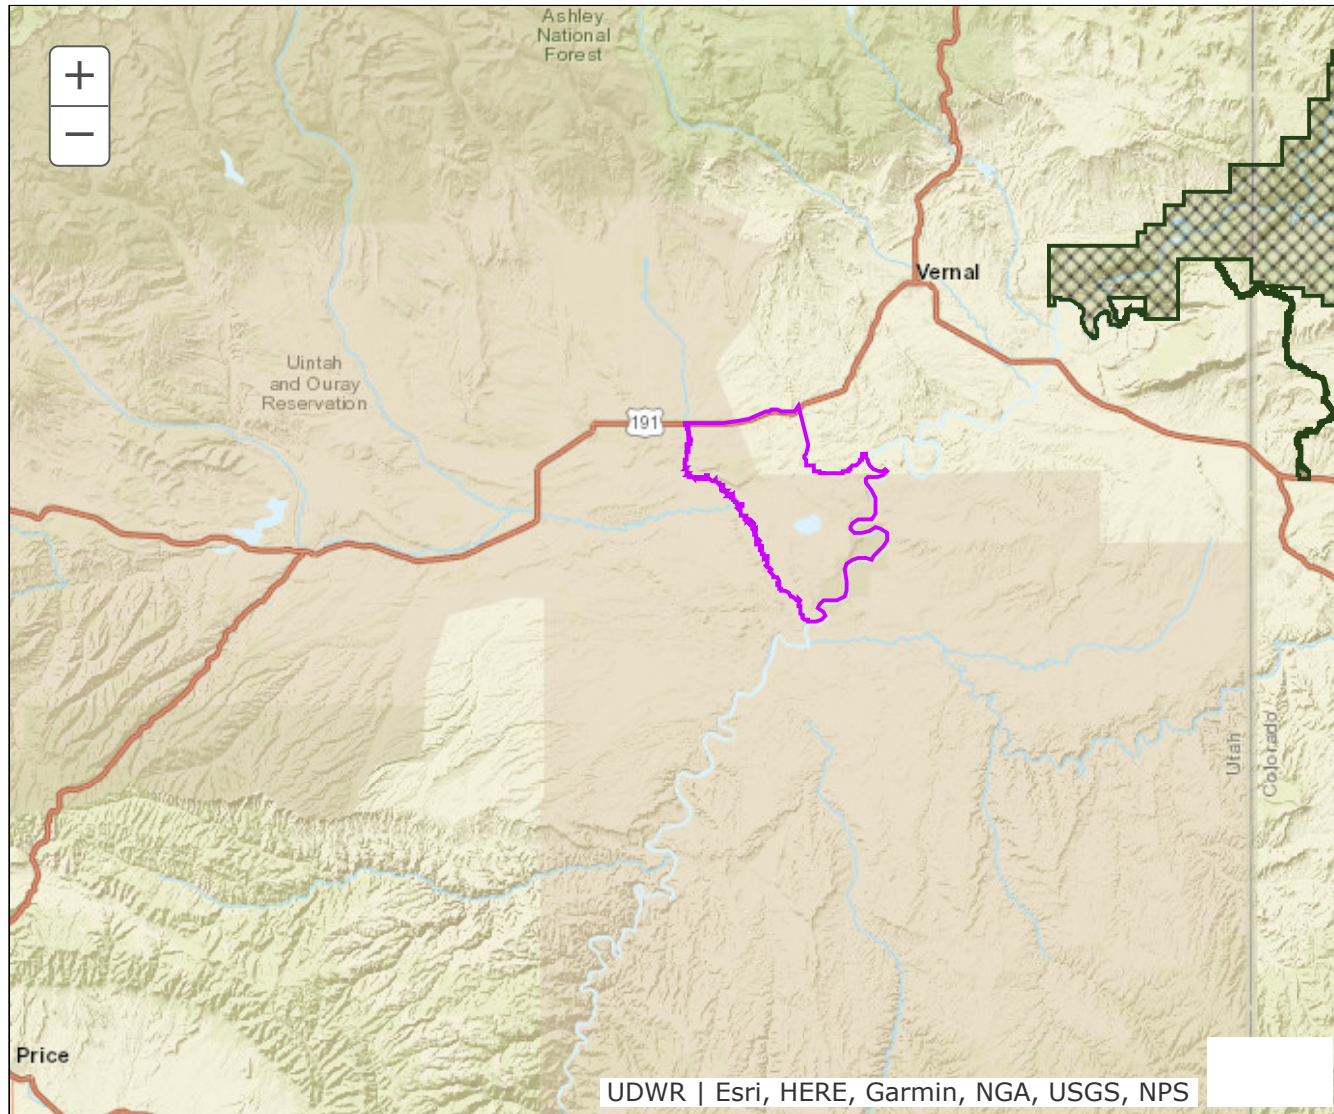 Ashley
National
Forest
+
−
Vernal
Uintah
and Ouray
Reservation
191
Utah
Colorado
Price
UDWR | Esri, HERE, Garmin, NGA, USGS, NPS